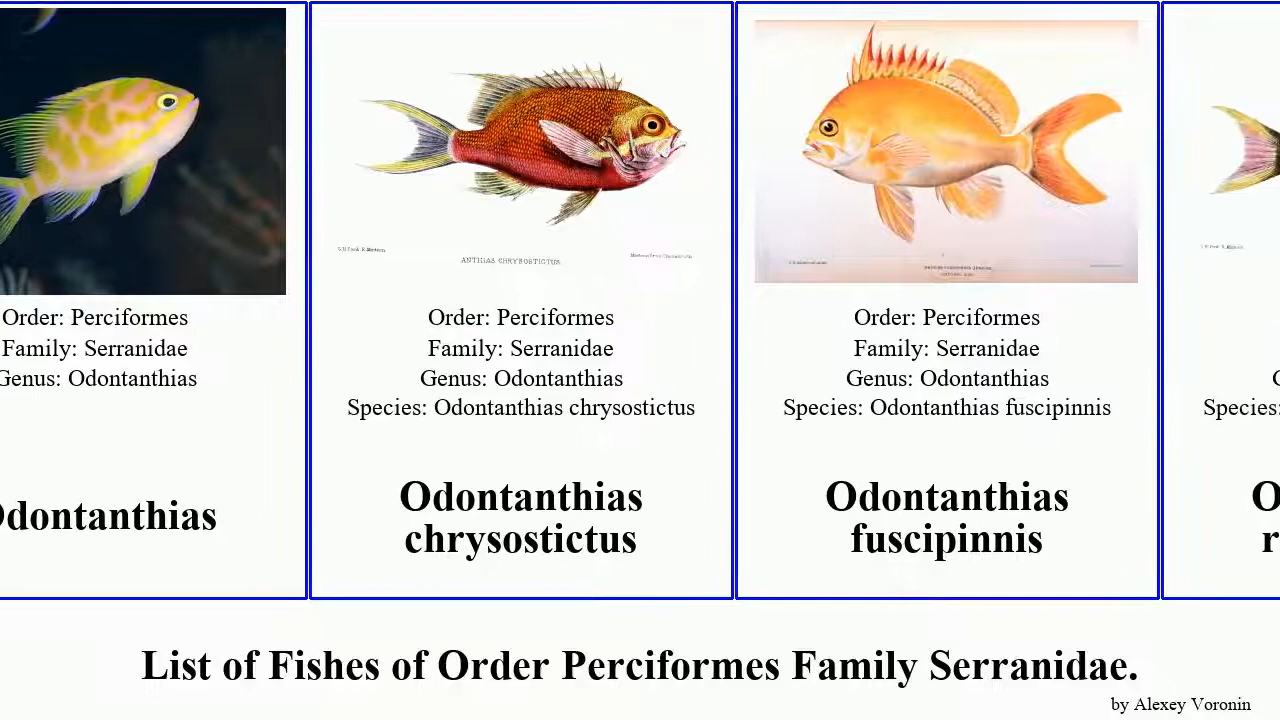 ANTHIAS CHRYSOSTICTUS
Order: Perciformes
Family: Serranidae
Genus: Odontanthias
Odontanthias
Order: Perciformes
Family: Serranidae
Genus: Odontanthias
Species: Odontanthias chrysostictus
Odontanthias
chrysostictus
Order: Perciformes
Family: Serranidae
Genus: Odontanthias
Species: Odontanthias fuscipinnis
Odontanthias
fuscipinnis
Species:
List of Fishes of Order Perciformes Family Serranidae.
by Alexey Voronin